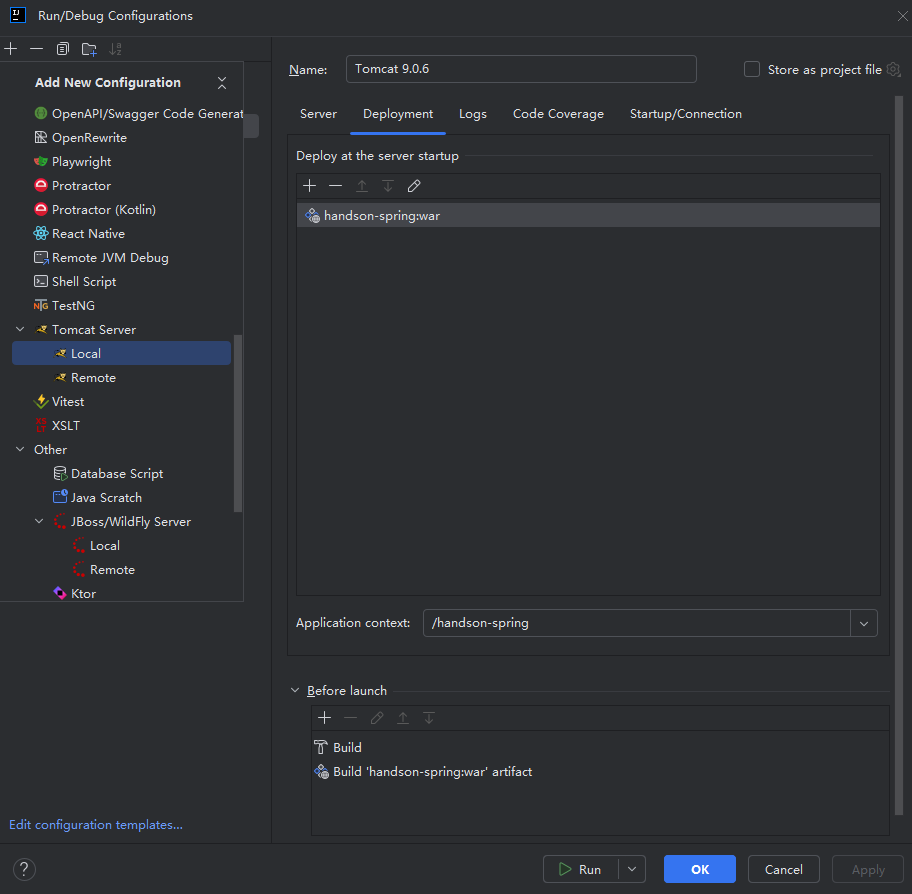 Run/Debug Configurations
Add New Configuration
OpenAPI/Swagger Code Generat
OpenRewrite
Playwright
Protractor
Protractor (Kotlin)
React Native
Remote JVM Debug
Shell Script
TestNG
Tomcat Server
Local
Remote
Vitest
XSLT
Other
Database Script
Java Scratch
JBoss/WildFly Server
Local
Remote
Ktor
Edit configuration templates...
Name: Tomcat 9.0.6 Store as project file
Server Deployment Logs Code Coverage Startup/Connection
Deploy at the server startup
handson-spring:war
Application context: /handson-spring
Before launch
Build
Build 'handson-spring:war' artifact
? Run OK Cancel Apply